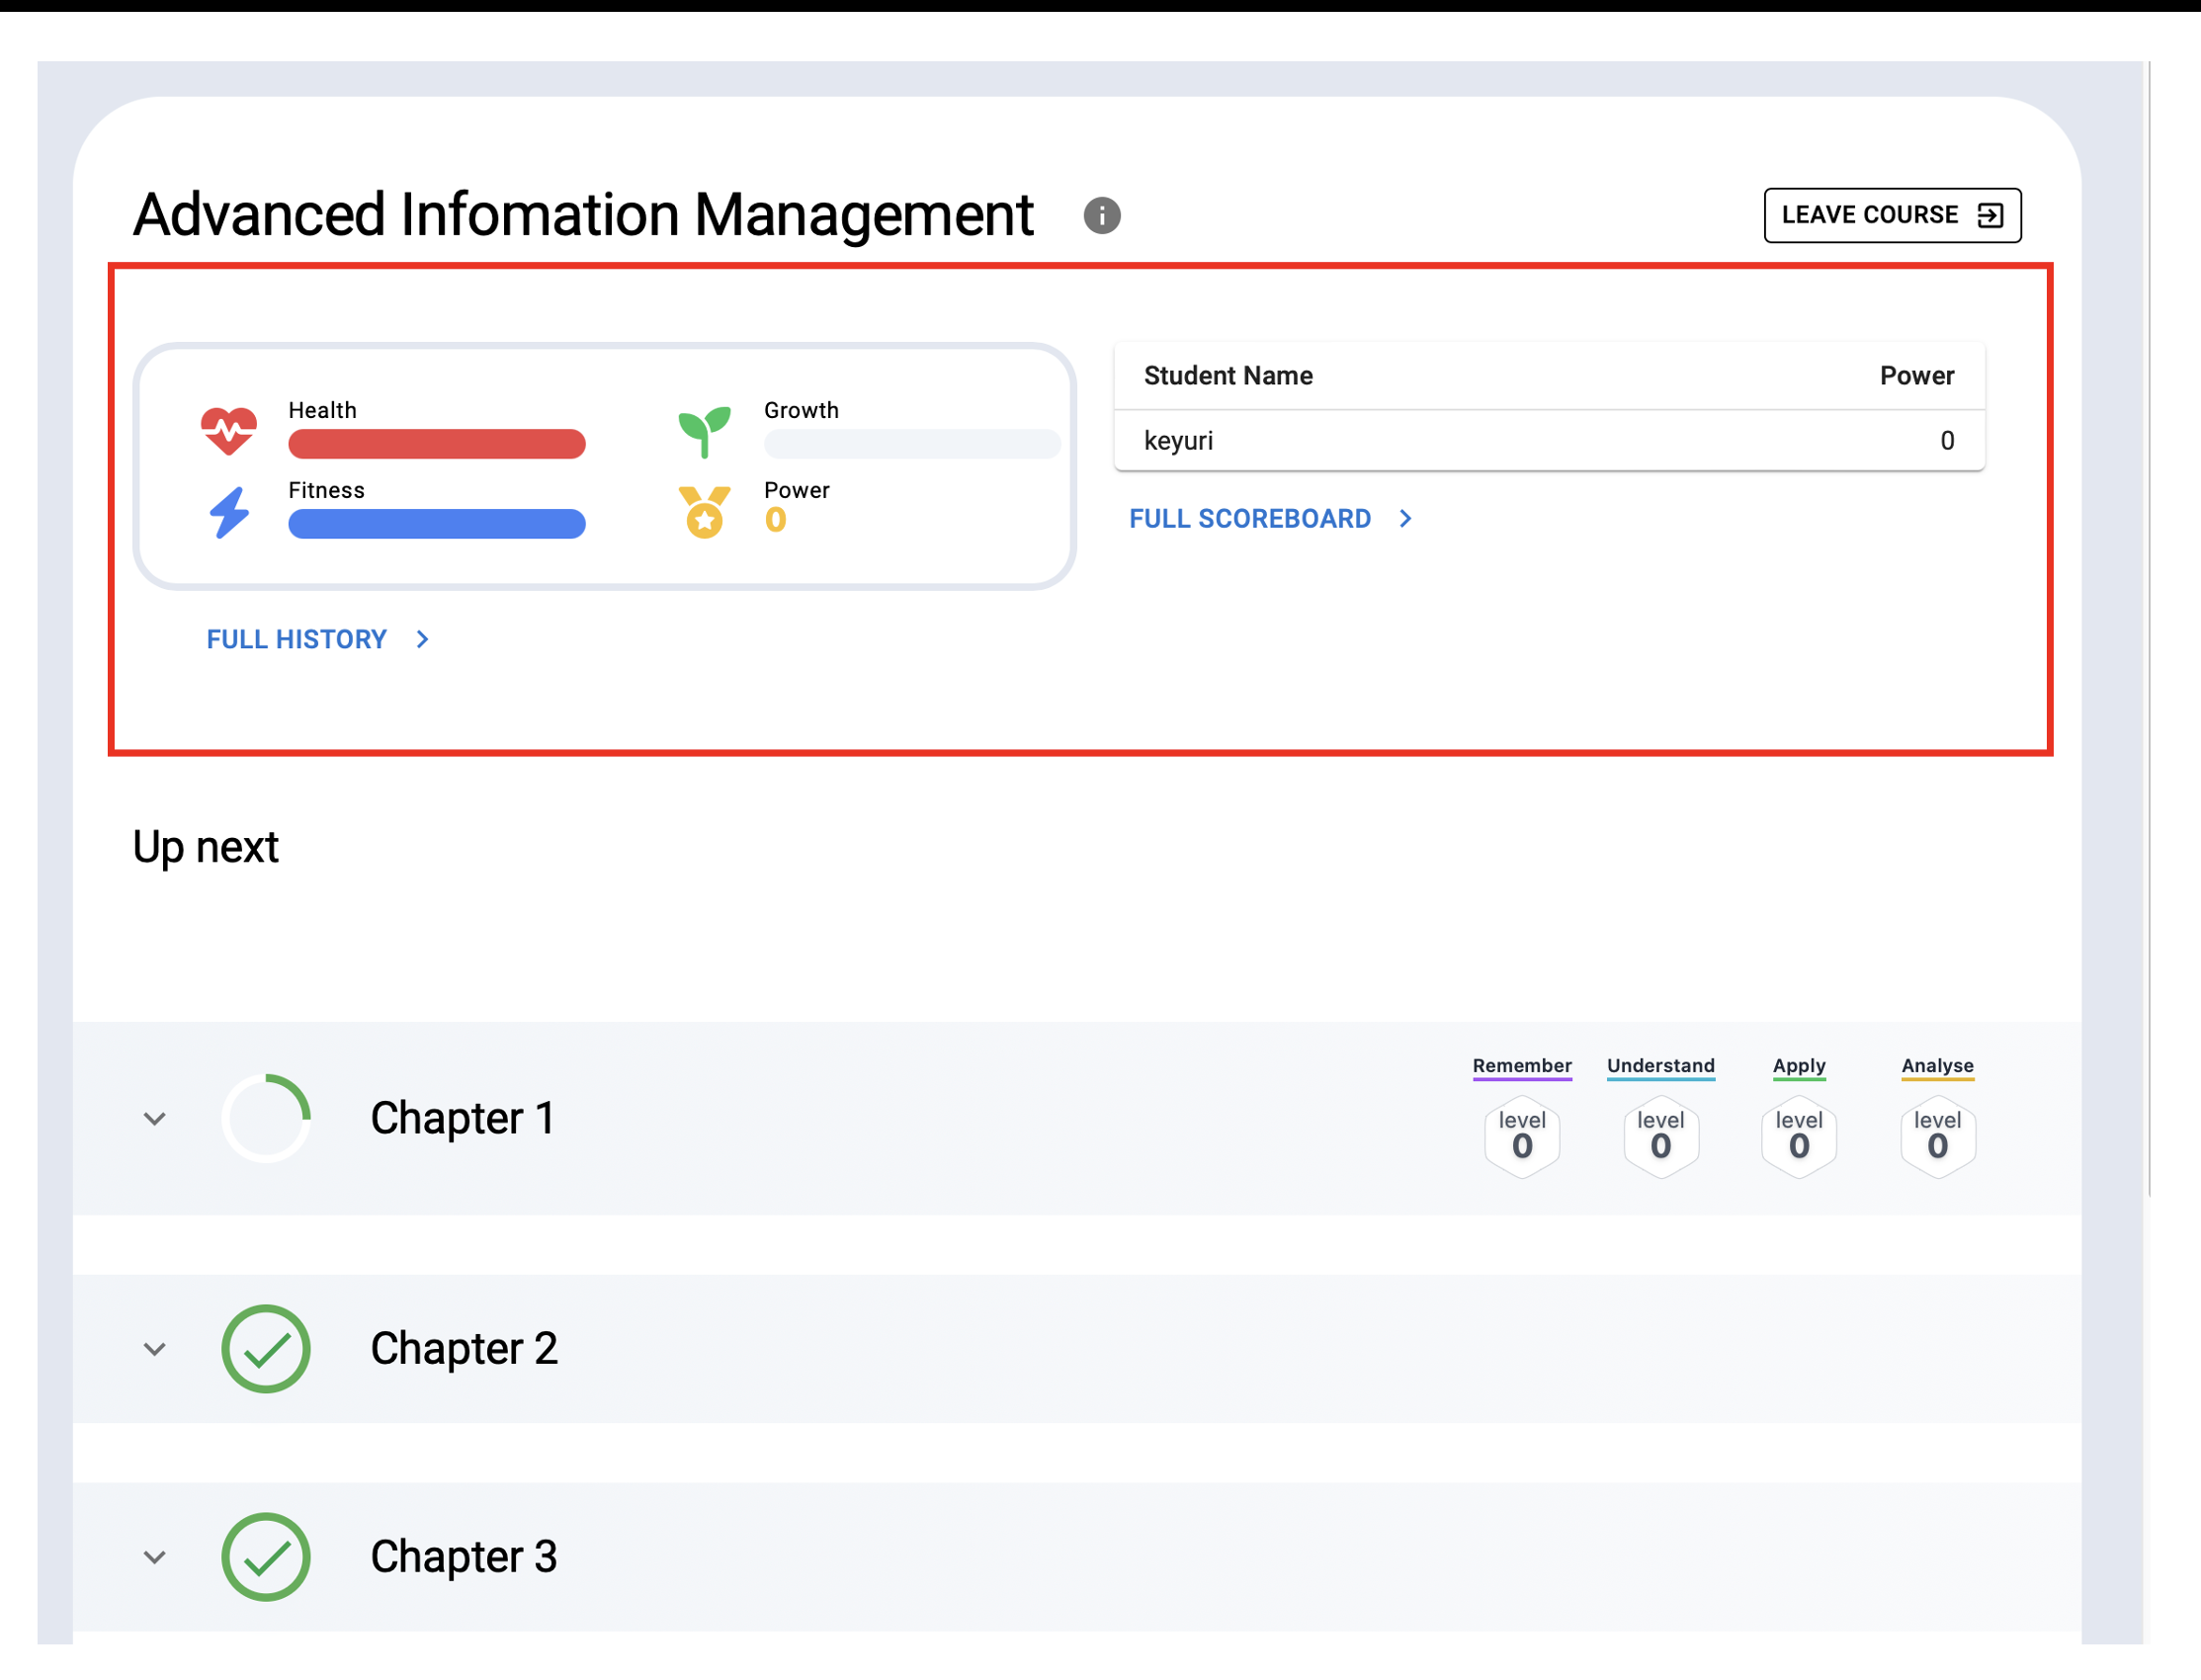 Advanced Infomation Management
LEAVE COURSE
Health
Growth
Fitness
Power
0
FULL HISTORY
Student Name Power
keyuri 0
FULL SCOREBOARD
Up next
Chapter 1
Remember Understand Apply Analyse
level level level level
0 0 0 0
Chapter 2
Chapter 3